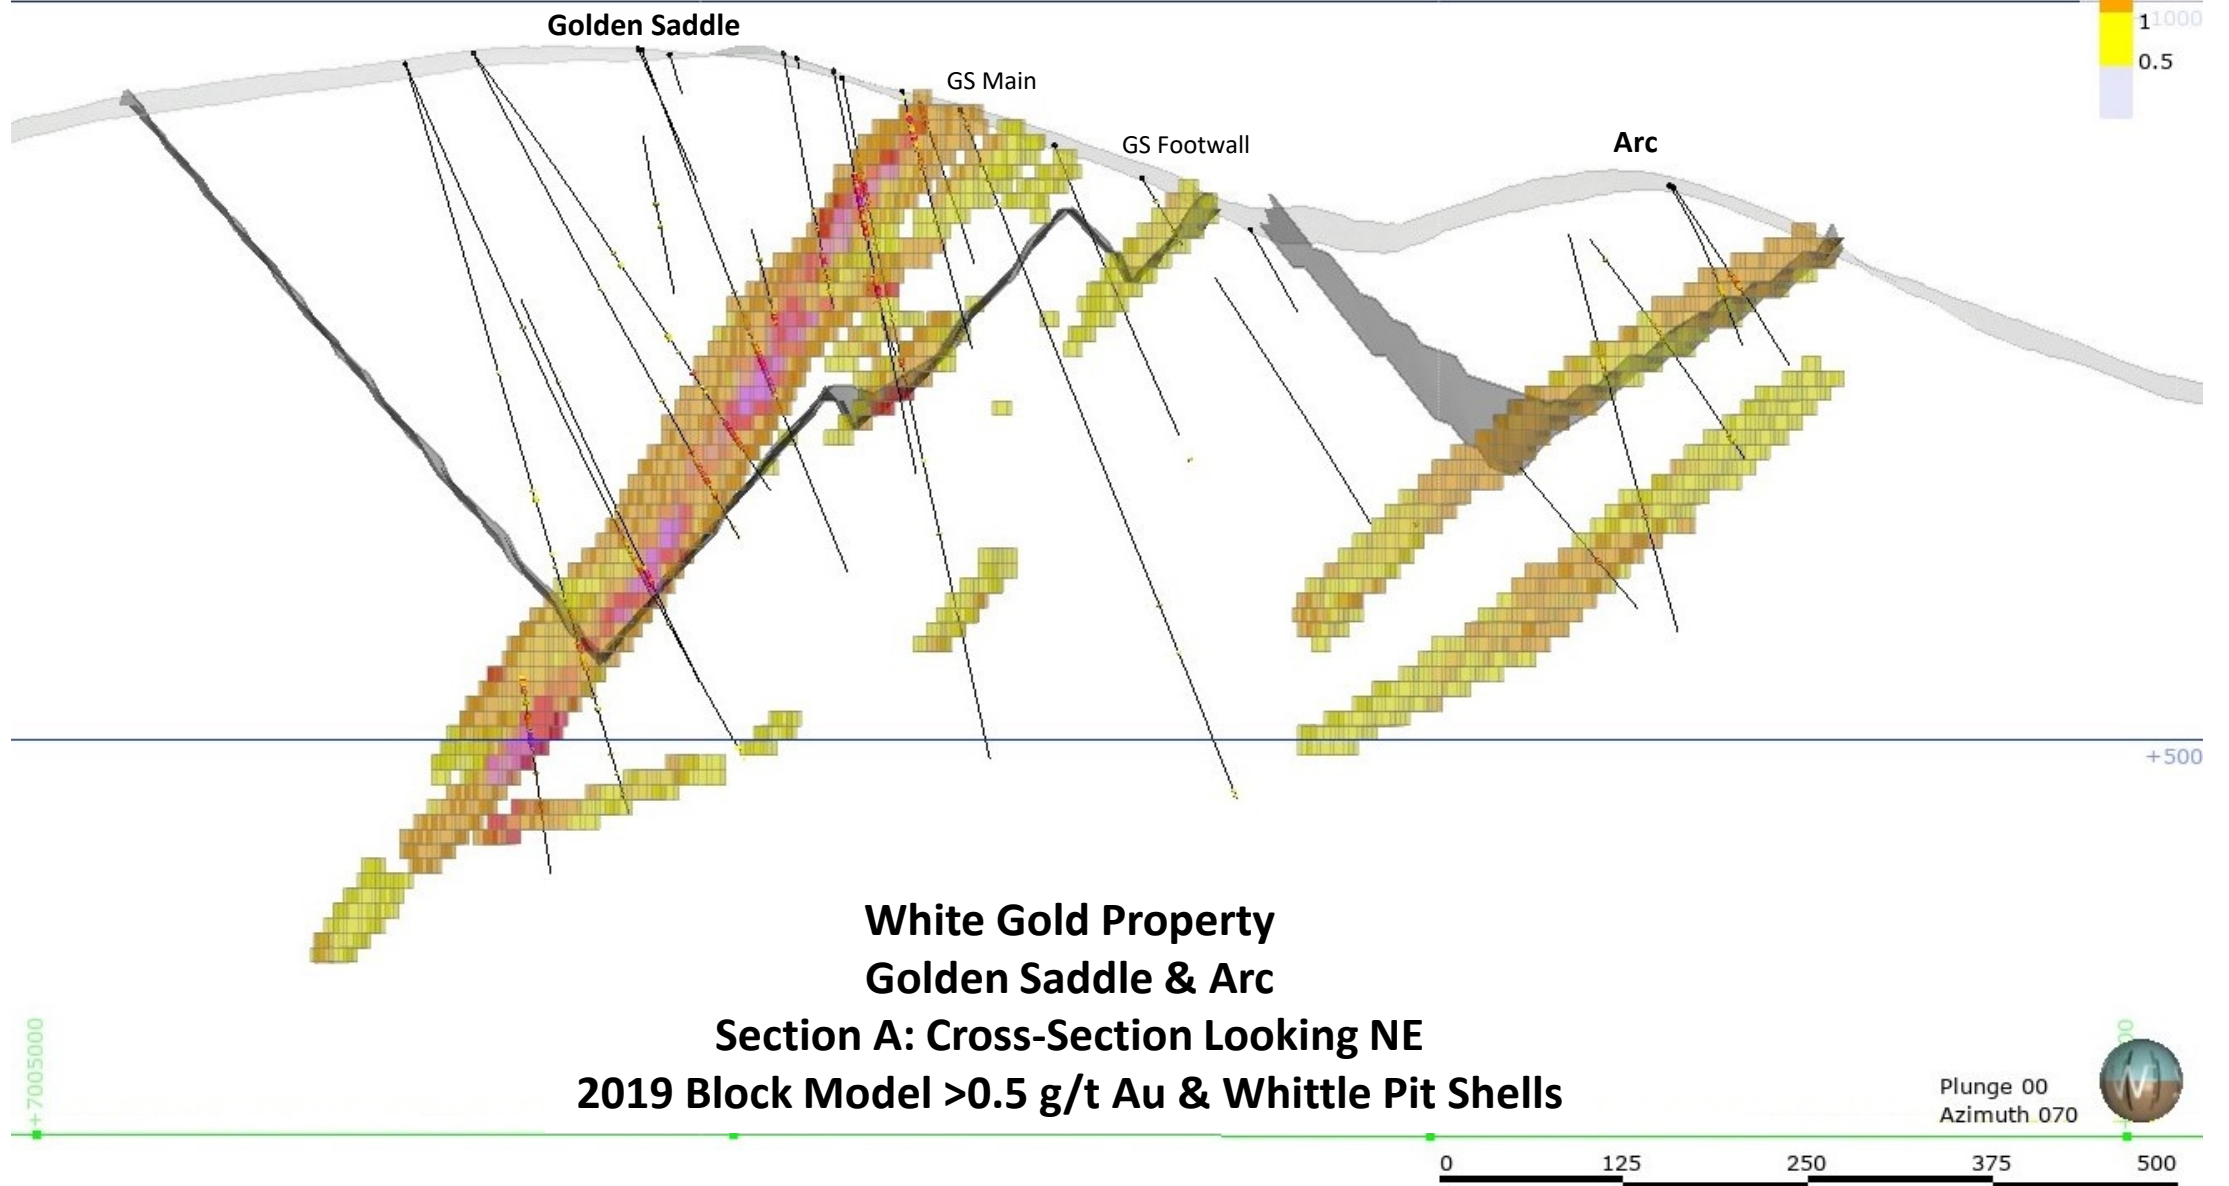 Golden Saddle
+1000
1
0.5
GS Main
GS Footwall
Arc
+500
White Gold Property
Golden Saddle & Arc
Section A: Cross-Section Looking NE
2019 Block Model >0.5 g/t Au & Whittle Pit Shells
+7005000
Plunge 00
Azimuth 070
0 125 250 375 500